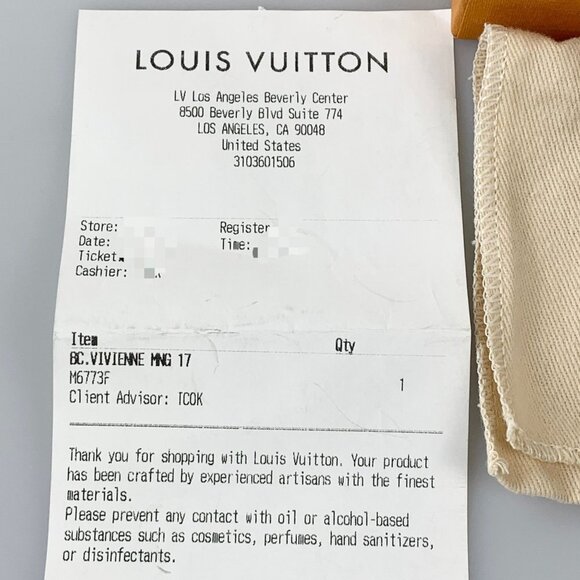 LOUIS VUITTON
LV Los Angeles Beverly Center
8500 Beverly Blvd Suite 774
LOS ANGELES, CA 90048
United States
3103601506
Store: Register
Date: Time:
Ticket
Cashier:
Item Qty
BC.VIVIENNE MNG 17
M6773F 1
Client Advisor: TCOK
Thank you for shopping with Louis Vuitton. Your product
has been crafted by experienced artisans with the finest
materials.
Please prevent any contact with oil or alcohol-based
substances such as cosmetics, perfumes, hand sanitizers,
or disinfectants.